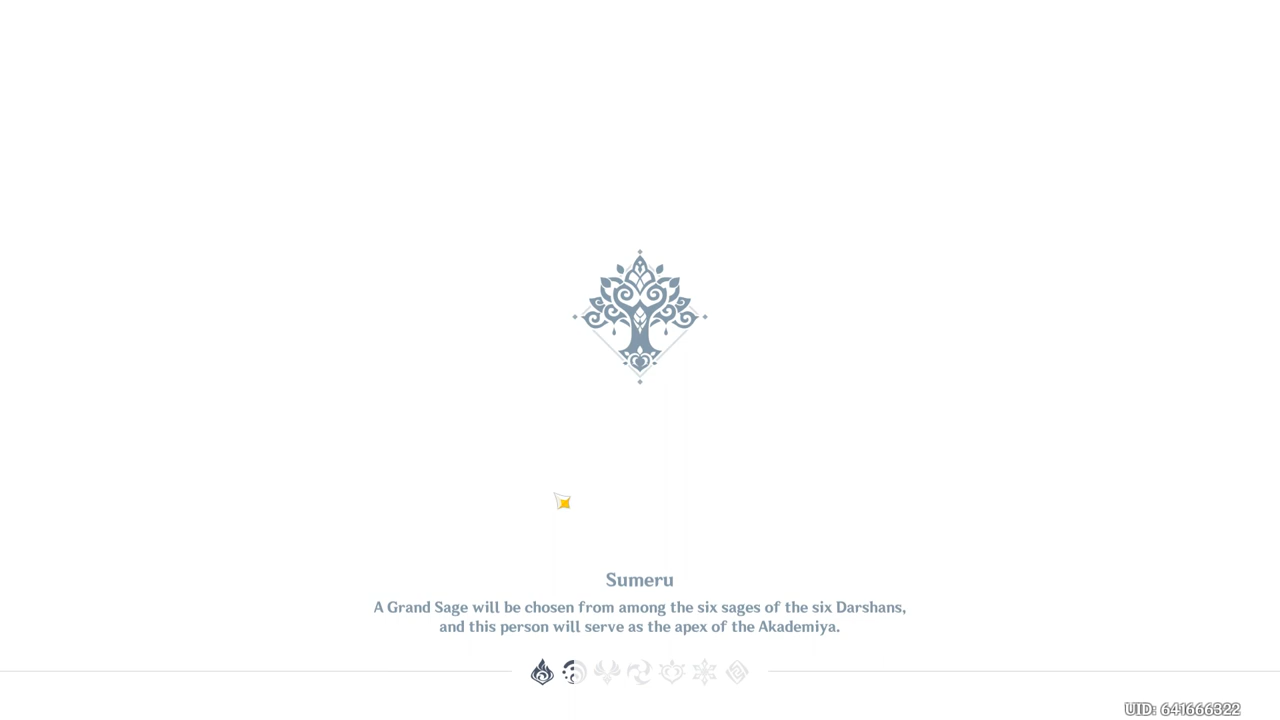 Sumeru
A Grand Sage will be chosen from among the six sages of the six Darshans,
and this person will serve as the apex of the Akademiya.
UID: 641666322